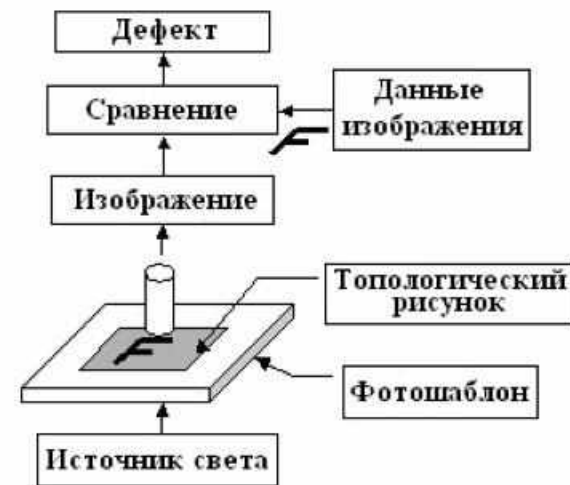 Дефект
Сравнение
Данные
изображения
Изображение
Топологический
рисунок
Фотошаблон
Источник света